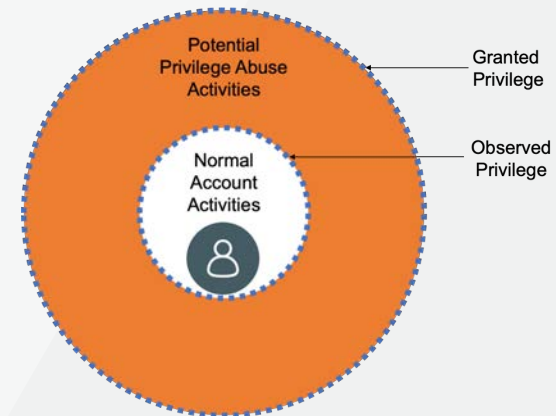 Potential
Privilege Abuse
Activities
Granted
Privilege
Observed
Privilege
Normal
Account
Activities